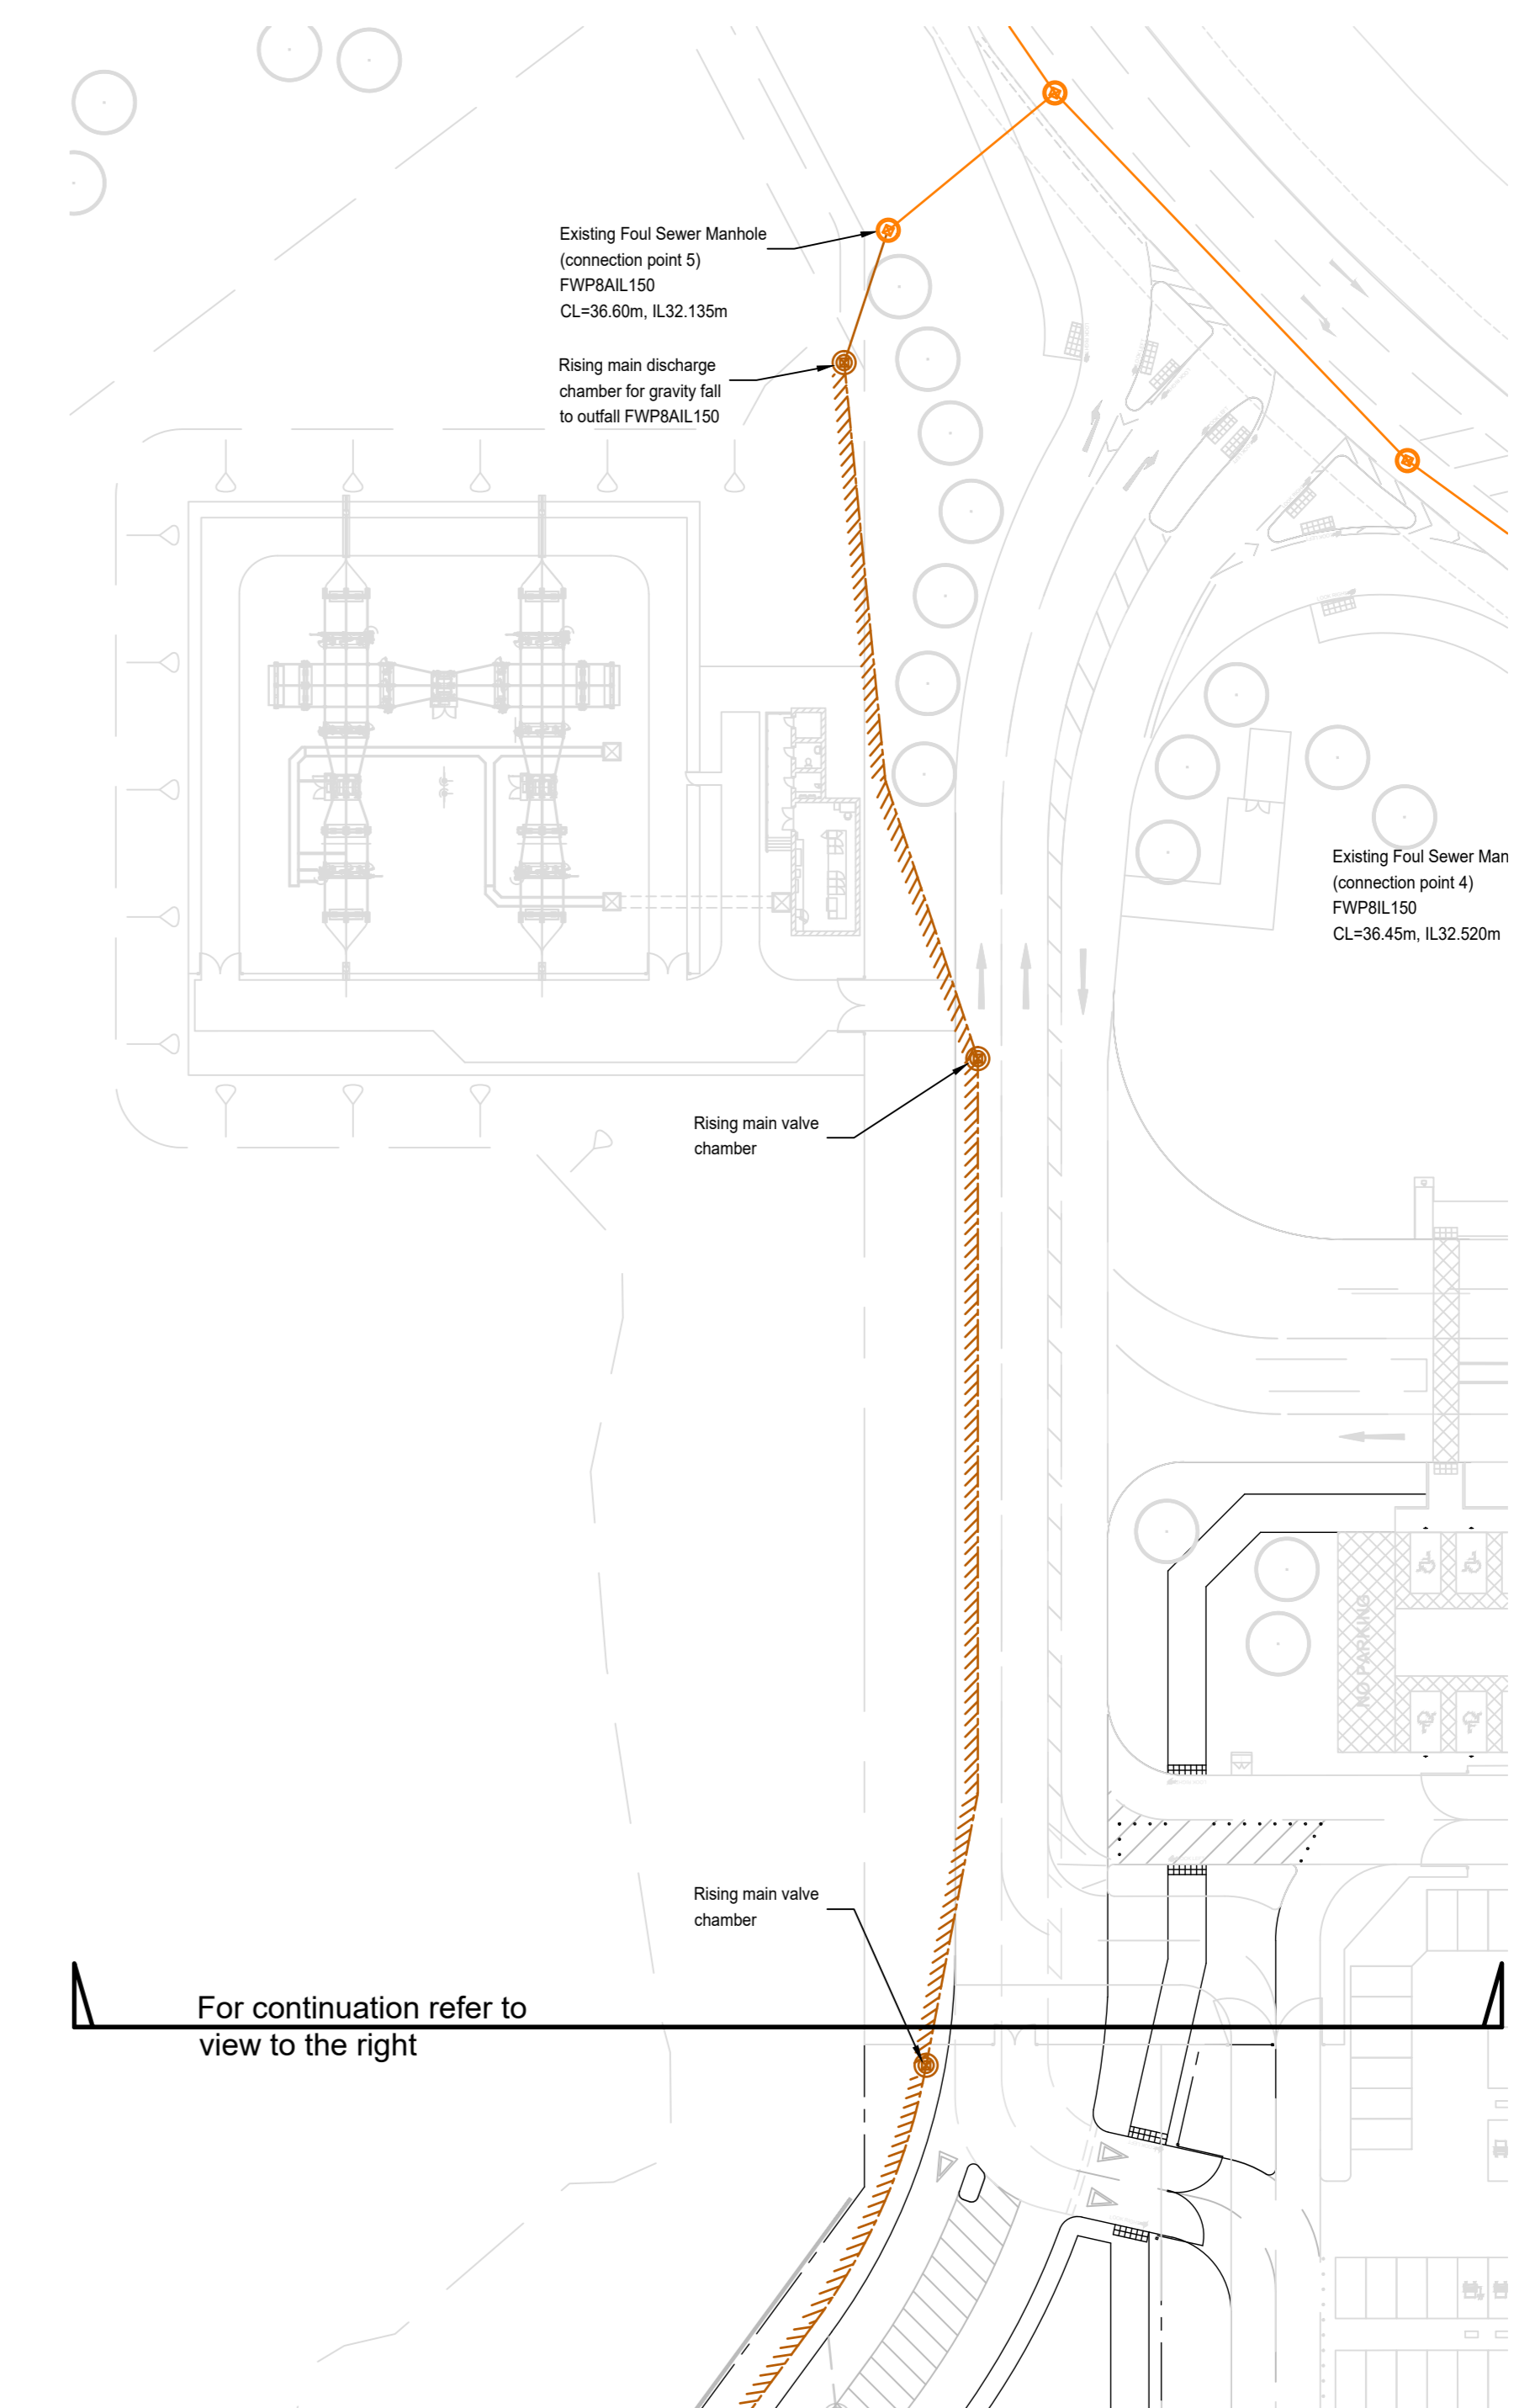 Existing Foul Sewer Manhole
(connection point 5)
FWP8AIL150
CL=36.60m, IL32.135m
Rising main discharge
chamber for gravity fall
to outfall FWP8AIL150
Existing Foul Sewer Man
(connection point 4)
FWP8IL150
CL=36.45m, IL32.520m
Rising main valve
chamber
NO PARKING
Rising main valve
chamber
For continuation refer to
view to the right